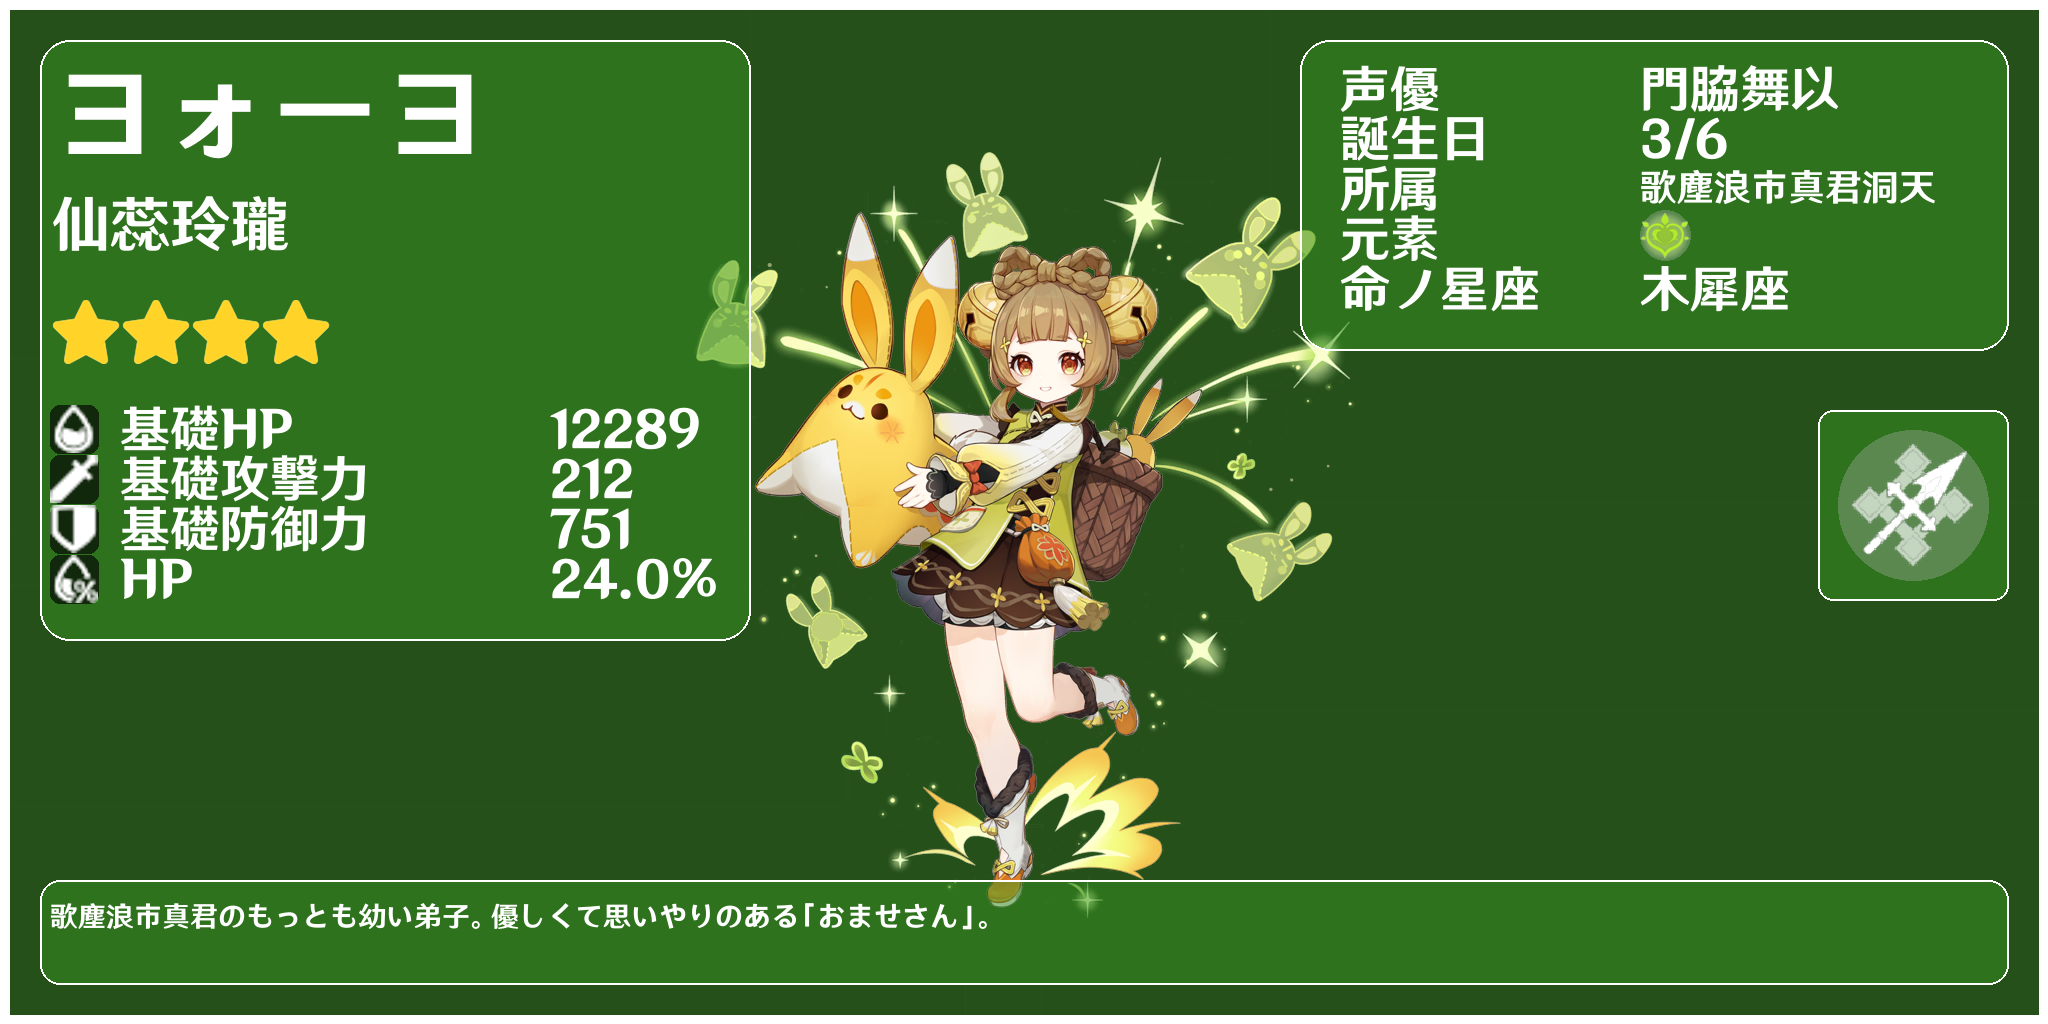 ヨォーヨ
仙蕊玲瓏
基礎HP 12289
基礎攻撃力 212
基礎防御力 751
HP 24.0%
声優 門脇舞以
誕生日 3/6
所属 歌塵浪市真君洞天
元素
命ノ星座 木犀座
歌塵浪市真君のもっとも幼い弟子。優しくて思いやりのある「おませさん」。